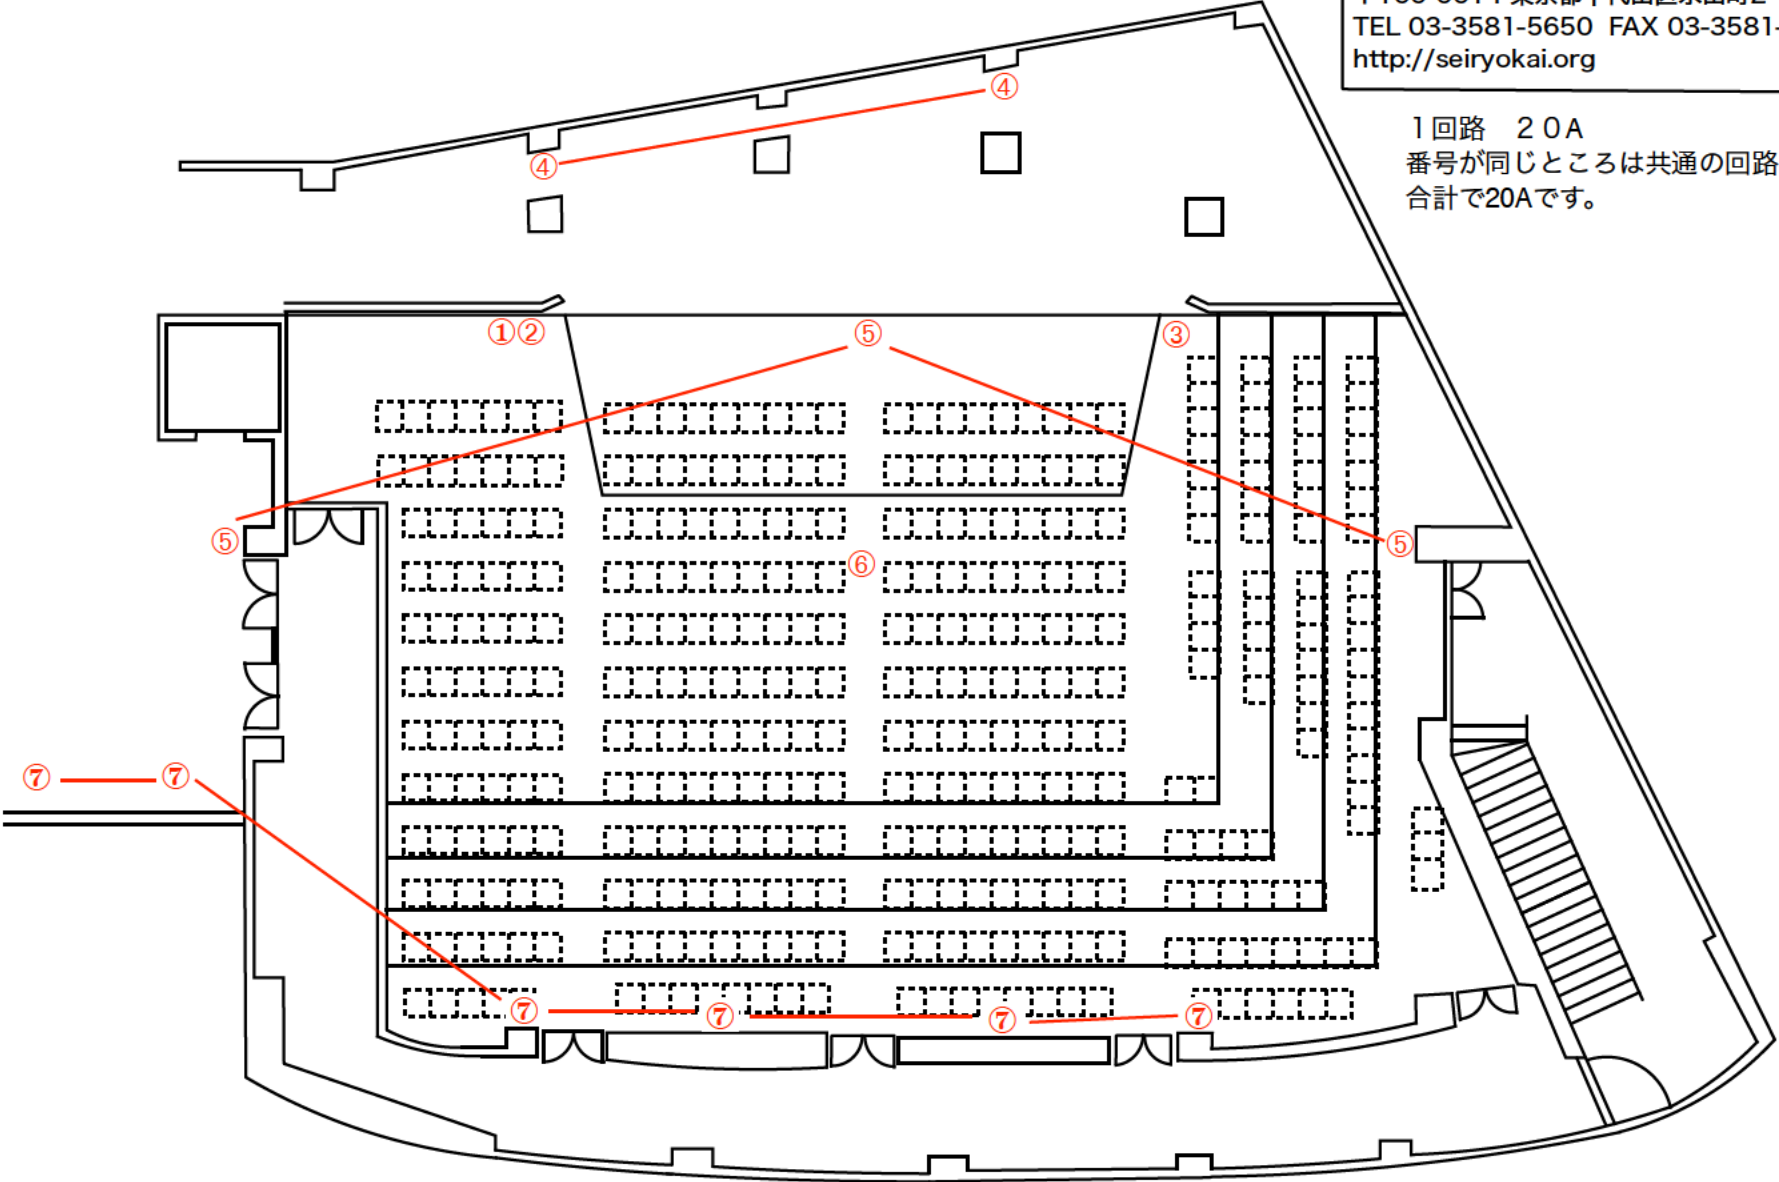 TEL 03-3581-5650 FAX 03-3581-
http://seiryokai.org
1回路 20A
番号が同じところは共通の回路
合計で20Aです。
④
④
①② ⑤ ③
⑤ ⑤
⑥
⑦ ⑦
⑦ ⑦ ⑦ ⑦